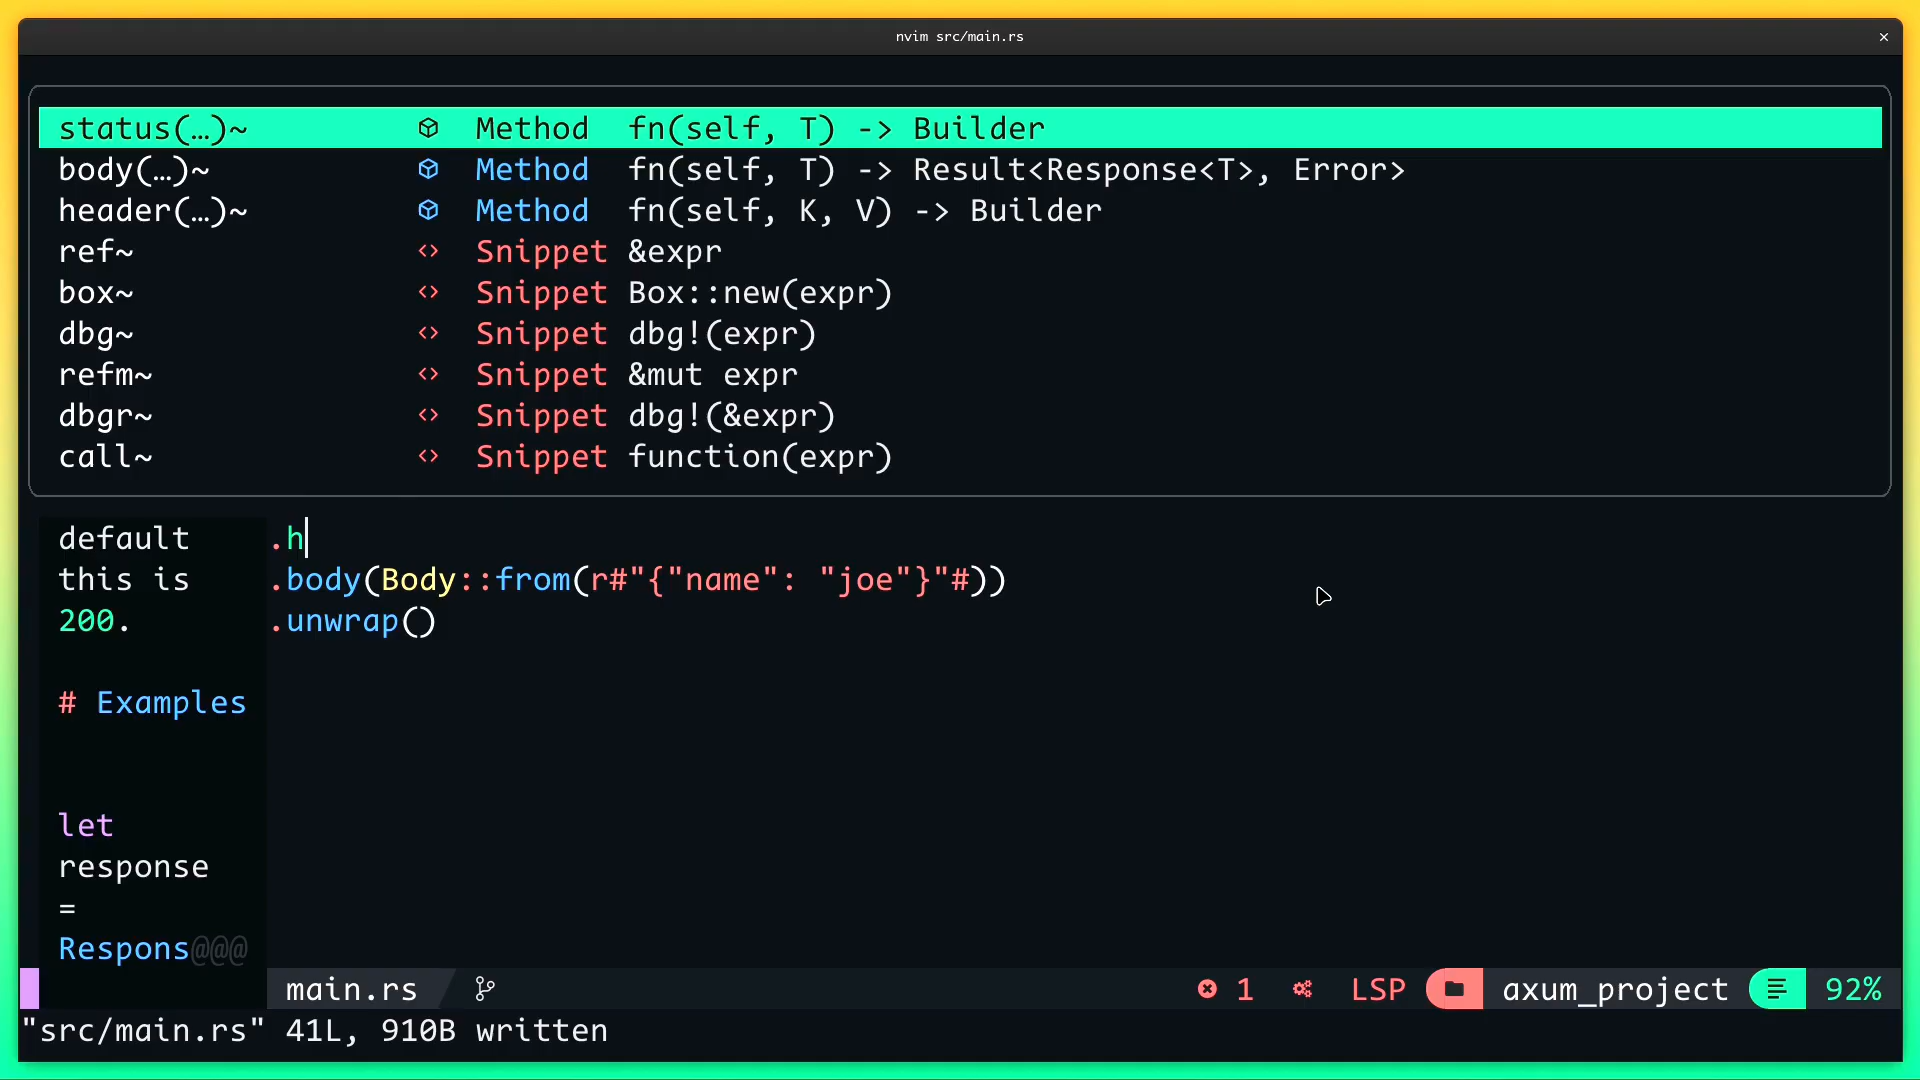 nvim src/main.rs
status(…)~ Method fn(self, T) -> Builder
body(…)~ Method fn(self, T) -> Result<Response<T>, Error>
header(…)~ Method fn(self, K, V) -> Builder
ref~ <> Snippet &expr
box~ <> Snippet Box::new(expr)
dbg~ <> Snippet dbg!(expr)
refm~ <> Snippet &mut expr
dbgr~ <> Snippet dbg!(&expr)
call~ <> Snippet function(expr)
default .h
this is .body(Body::from(r#"{"name": "joe"}"#))
200. .unwrap()
# Examples
let
response
=
Respons@@@
main.rs 1 LSP axum_project 92%
"src/main.rs" 41L, 910B written